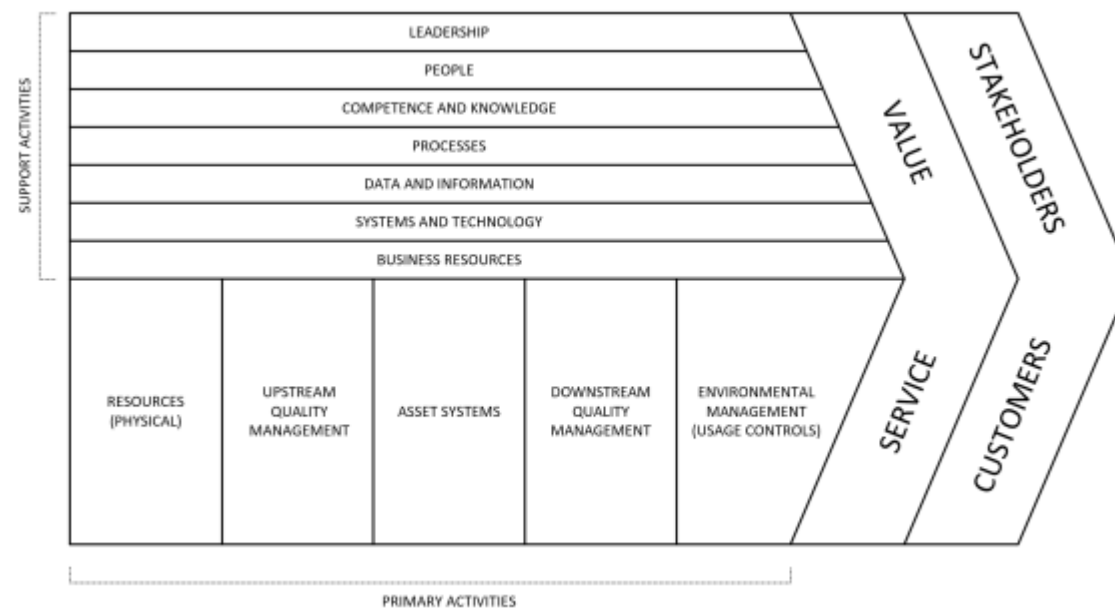 SUPPORT ACTIVITIES
LEADERSHIP
PEOPLE
COMPETENCE AND KNOWLEDGE
PROCESSES
DATA AND INFORMATION
SYSTEMS AND TECHNOLOGY
BUSINESS RESOURCES
RESOURCES
(PHYSICAL)
UPSTREAM
QUALITY
MANAGEMENT
ASSET SYSTEMS
DOWNSTREAM
QUALITY
MANAGEMENT
ENVIRONMENTAL
MANAGEMENT
(USAGE CONTROLS)
VALUE
SERVICE
STAKEHOLDERS
CUSTOMERS
PRIMARY ACTIVITIES